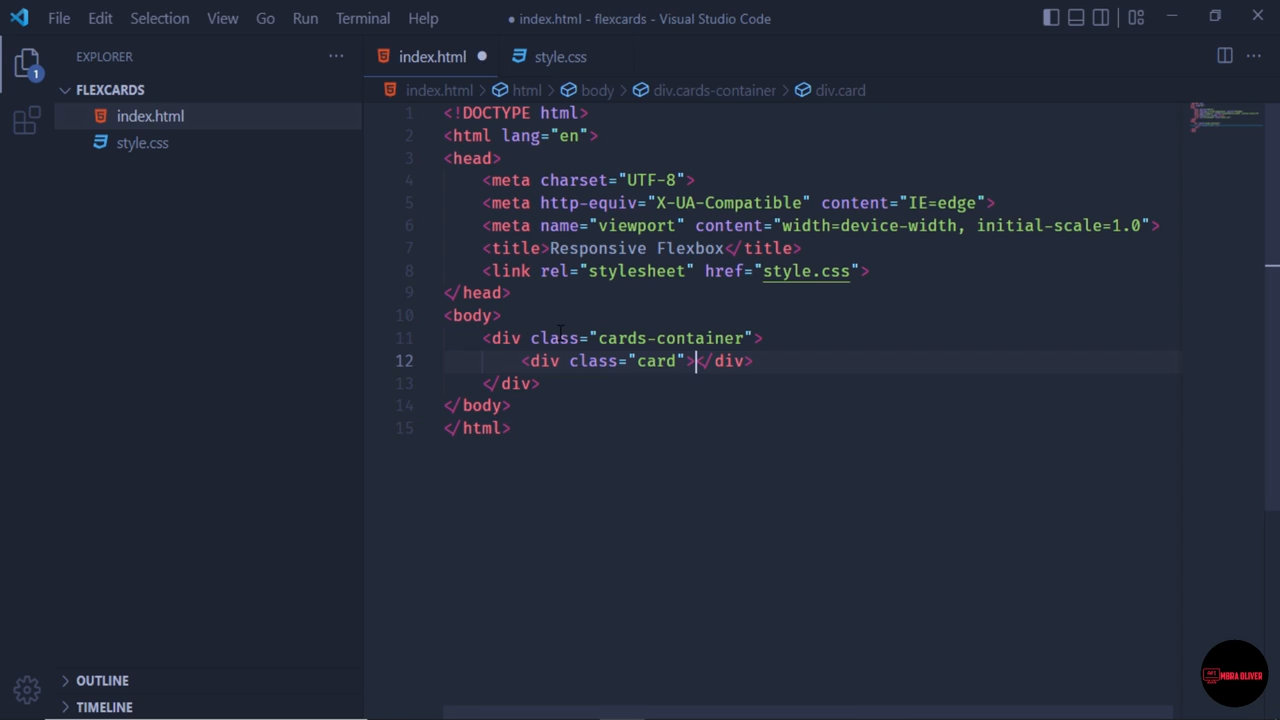 File Edit Selection View Go Run Terminal Help ● index.html - flexcards - Visual Studio Code
EXPLORER ···
index.html ● style.css ···
1
FLEXCARDS
index.html
style.css
index.html > html > body > div.cards-container > div.card
1 <!DOCTYPE html>
2 <html lang="en">
3 <head>
4 <meta charset="UTF-8">
5 <meta http-equiv="X-UA-Compatible" content="IE=edge">
6 <meta name="viewport" content="width=device-width, initial-scale=1.0">
7 <title>Responsive Flexbox</title>
8 <link rel="stylesheet" href="style.css">
9 </head>
10 <body>
11 <div class="cards-container">
12 <div class="card"></div>
13 </div>
14 </body>
15 </html>
OUTLINE
TIMELINE
MORA OLIVER